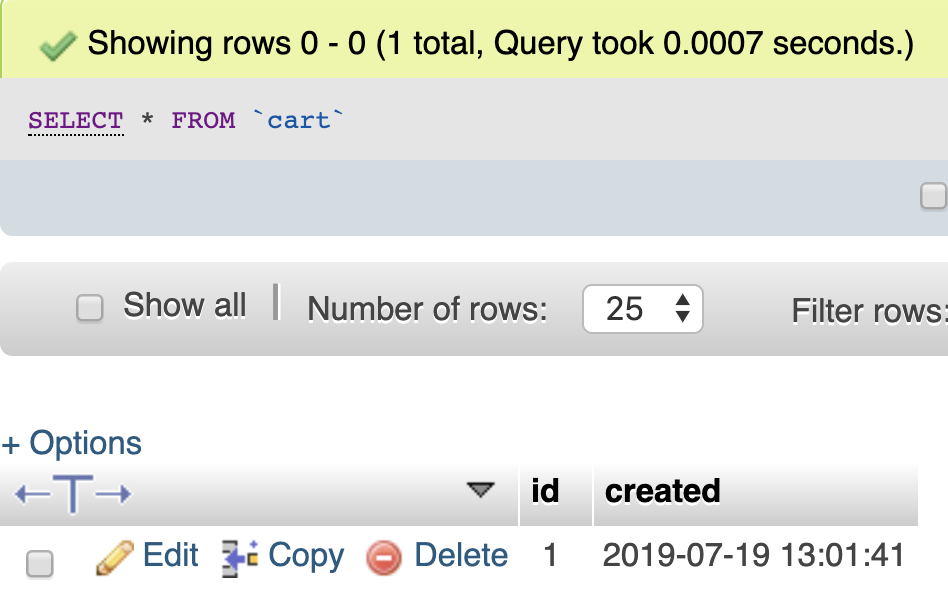 Showing rows 0 - 0 (1 total, Query took 0.0007 seconds.)
SELECT * FROM `cart`
Show all | Number of rows: 25 Filter rows:
+ Options
←T→ id created
Edit Copy Delete 1 2019-07-19 13:01:41